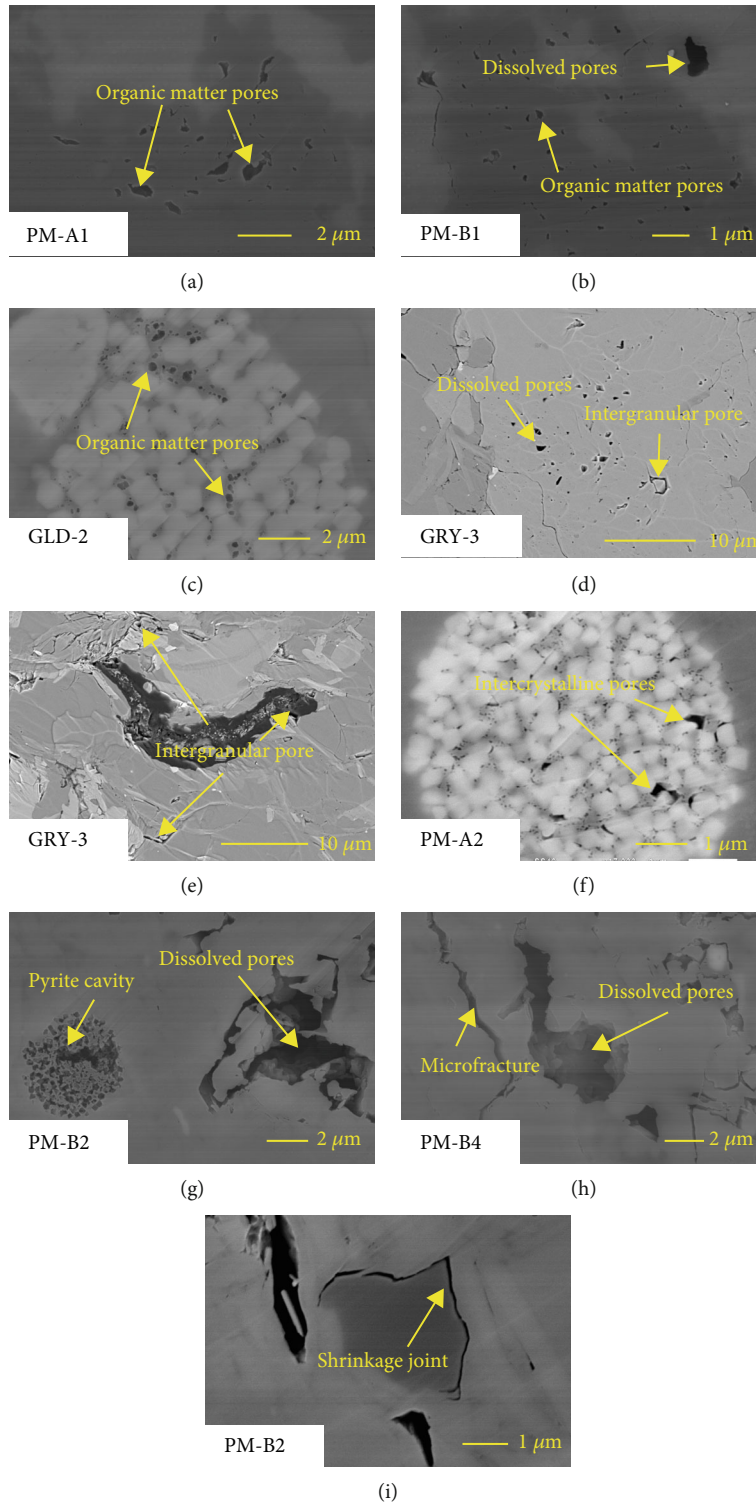 Organic matter pores
PM-A1
2 μm
(a)
Dissolved pores
Organic matter pores
PM-B1
1 μm
(b)
Organic matter pores
GLD-2
2 μm
(c)
Dissolved pores
Intergranular pore
GRY-3
10 μm
(d)
Intergranular pore
GRY-3
10 μm
(e)
Intercrystalline pores
PM-A2
1 μm
(f)
Pyrite cavity
Dissolved pores
PM-B2
2 μm
(g)
Dissolved pores
Microfracture
PM-B4
2 μm
(h)
Shrinkage joint
PM-B2
1 μm
(i)